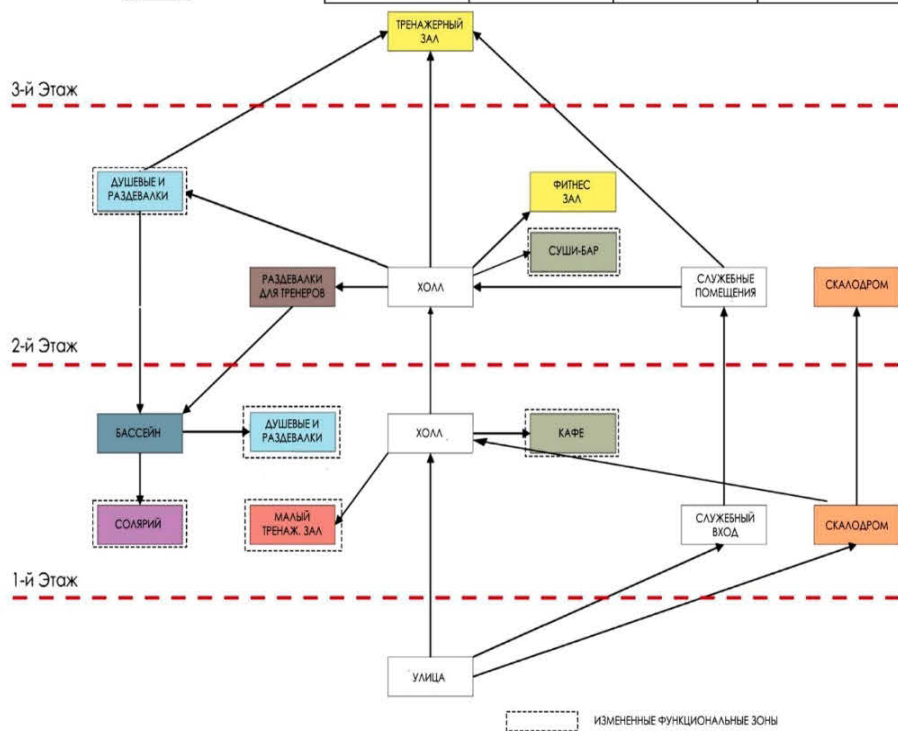 ТРЕНАЖЕРНЫЙ
ЗАЛ
3-й Этаж
ДУШЕВЫЕ И
РАЗДЕВАЛКИ
ФИТНЕС
ЗАЛ
СУШИ-БАР
РАЗДЕВАЛКИ
ДЛЯ ТРЕНЕРОВ
ХОЛЛ
СЛУЖЕБНЫЕ
ПОМЕЩЕНИЯ
СКАЛОДРОМ
2-й Этаж
БАССЕЙН
ДУШЕВЫЕ И
РАЗДЕВАЛКИ
ХОЛЛ
КАФЕ
СОЛЯРИЙ
МАЛЫЙ
ТРЕНАЖ. ЗАЛ
СЛУЖЕБНЫЙ
ВХОД
СКАЛОДРОМ
1-й Этаж
УЛИЦА
ИЗМЕНЕННЫЕ ФУНКЦИОНАЛЬНЫЕ ЗОНЫ